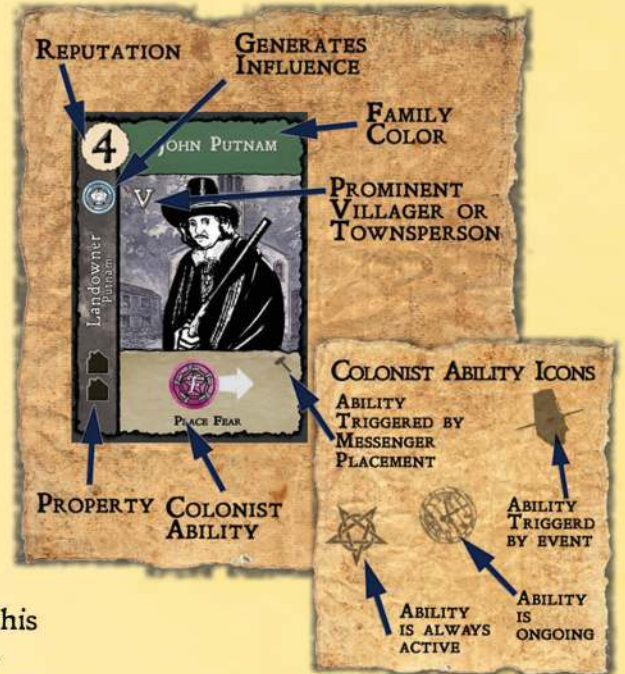 REPUTATION
GENERATES
INFLUENCE
FAMILY
COLOR
4
JOHN PUTNAM
V
PROMINENT
VILLAGER OR
TOWNSPERSON
Landowner
Putnam
PLACE FEAR
PROPERTY
COLONIST
ABILITY
COLONIST ABILITY ICONS
ABILITY
TRIGGERED BY
MESSENGER
PLACEMENT
ABILITY
TRIGGERD
BY EVENT
ABILITY
IS ALWAYS
ACTIVE
ABILITY
IS
ONGOING
his